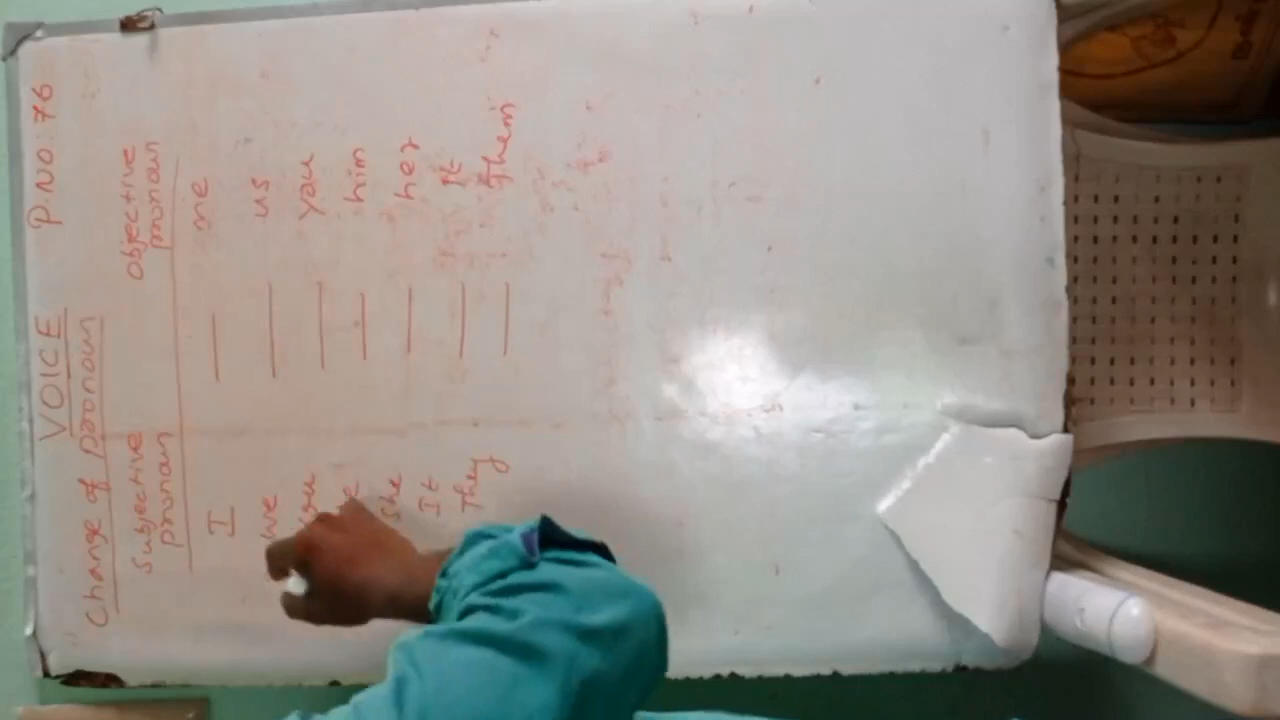 VOICE P.NO:76
Change of pronoun
Subjective pronoun Objective pronoun
I — me
we — us
you — you
— him
She — her
It — It
They — Them